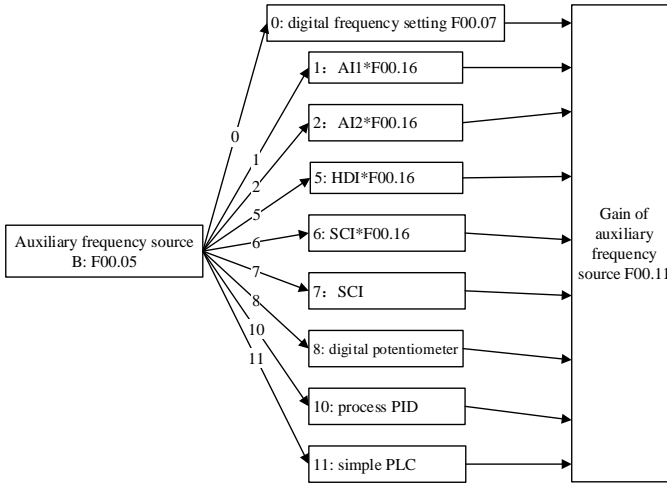 0: digital frequency setting F00.07
1：AI1*F00.16
2：AI2*F00.16
5: HDI*F00.16
6: SCI*F00.16
7：SCI
8: digital potentiometer
10: process PID
11: simple PLC
0
1
2
5
6
7
8
10
11
Auxiliary frequency source
B: F00.05
Gain of
auxiliary
frequency
source F00.11